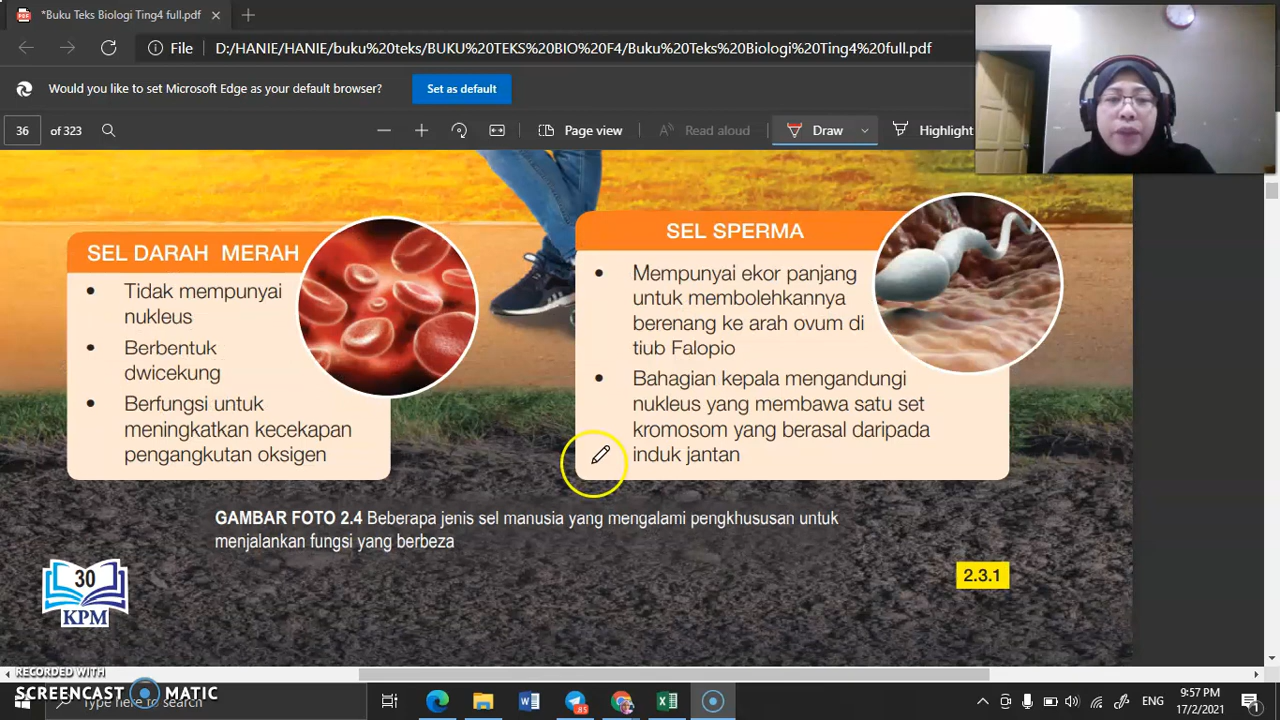 *Buku Teks Biologi Ting4 full.pdf
File
D:/HANIE/HANIE/buku%20teks/BUKU%20TEKS%20BIO%20F4/Buku%20Teks%20Biologi%20Ting4%20full.pdf
Would you like to set Microsoft Edge as your default browser?
Set as default
36 of 323
Page view
Read aloud
Draw
Highlight
SEL DARAH MERAH
• Tidak mempunyai
nukleus
• Berbentuk
dwicekung
• Berfungsi untuk
meningkatkan kecekapan
pengangkutan oksigen
SEL SPERMA
• Mempunyai ekor panjang
untuk membolehkannya
berenang ke arah ovum di
tiub Falopio
• Bahagian kepala mengandungi
nukleus yang membawa satu set
kromosom yang berasal daripada
induk jantan
GAMBAR FOTO 2.4 Beberapa jenis sel manusia yang mengalami pengkhususan untuk
menjalankan fungsi yang berbeza
30
KPM
2.3.1
RECORDED WITH
SCREENCAST MATIC
Type here to search
85
ENG
9:57 PM
17/2/2021
1